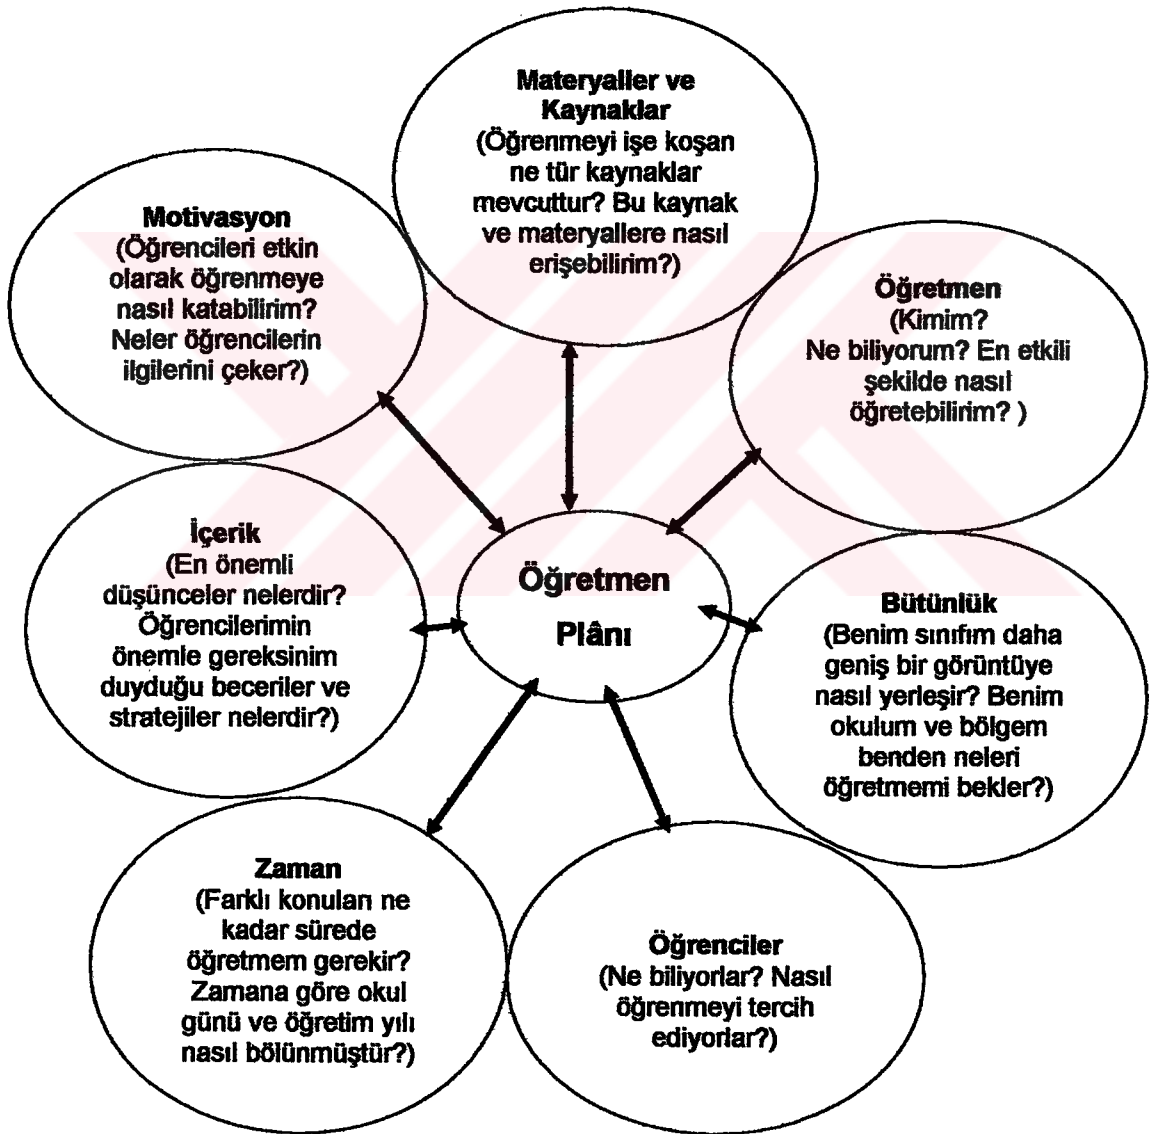 Materyaller ve
Kaynaklar
(Öğrenmeyi işe koşan
ne tür kaynaklar
mevcuttur? Bu kaynak
ve materyallere nasıl
erişebilirim?)
Motivasyon
(Öğrencileri etkin
olarak öğrenmeye
nasıl katabilirim?
Neler öğrencilerin
ilgilerini çeker?)
Öğretmen
(Kimim?
Ne biliyorum? En etkili
şekilde nasıl
öğretebilirim? )
İçerik
(En önemli
düşünceler nelerdir?
Öğrencilerimin
önemle gereksinim
duyduğu beceriler ve
stratejiler nelerdir?)
Öğretmen
Plânı
Bütünlük
(Benim sınıfım daha
geniş bir görüntüye
nasıl yerleşir? Benim
okulum ve bölgem
benden neleri
öğretmemi bekler?)
Zaman
(Farklı konuları ne
kadar sürede
öğretmem gerekir?
Zamana göre okul
günü ve öğretim yılı
nasıl bölünmüştür?)
Öğrenciler
(Ne biliyorlar? Nasıl
öğrenmeyi tercih
ediyorlar?)